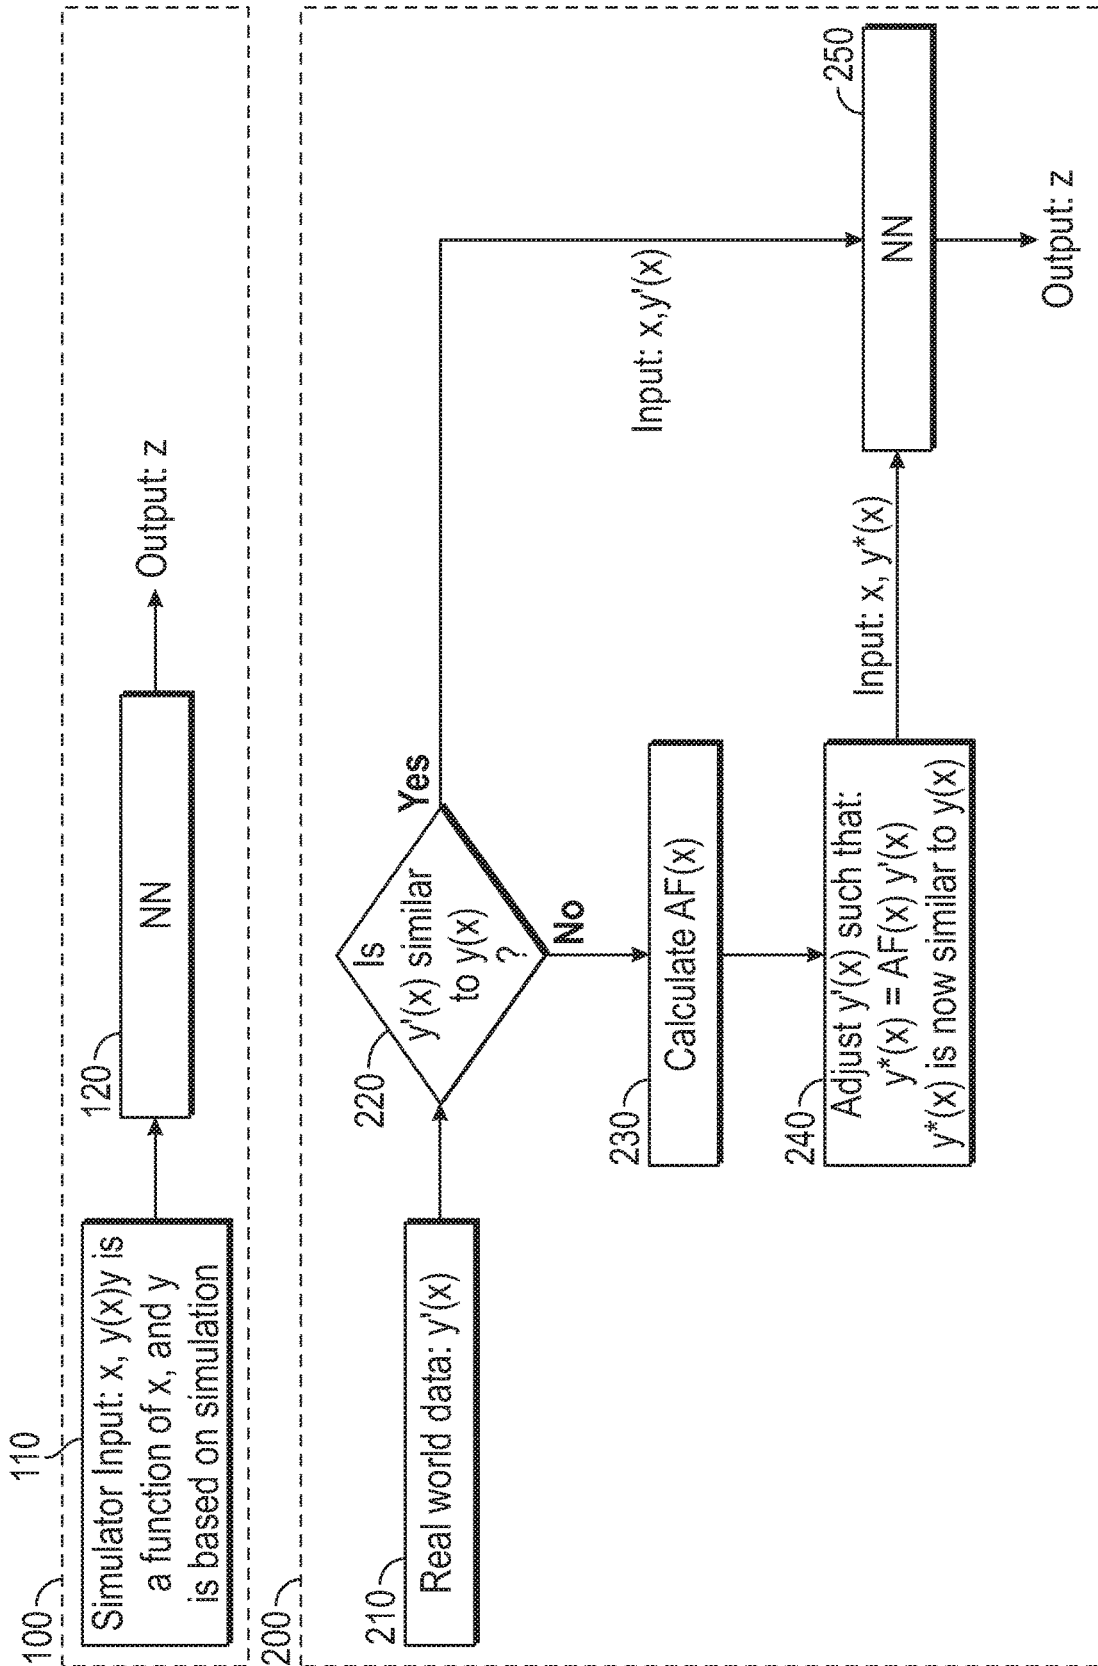 100
110
Simulator Input: x, y(x)y is
a function of x, and y
is based on simulation
120
NN
Output: z
200
210
Real world data: y'(x)
220
Is
y'(x) similar
to y(x)
?
Yes
No
230
Calculate AF(x)
240
Adjust y'(x) such that:
y*(x) = AF(x) y'(x)
y*(x) is now similar to y(x)
Input: x, y*(x)
Input: x,y'(x)
250
NN
Output: z